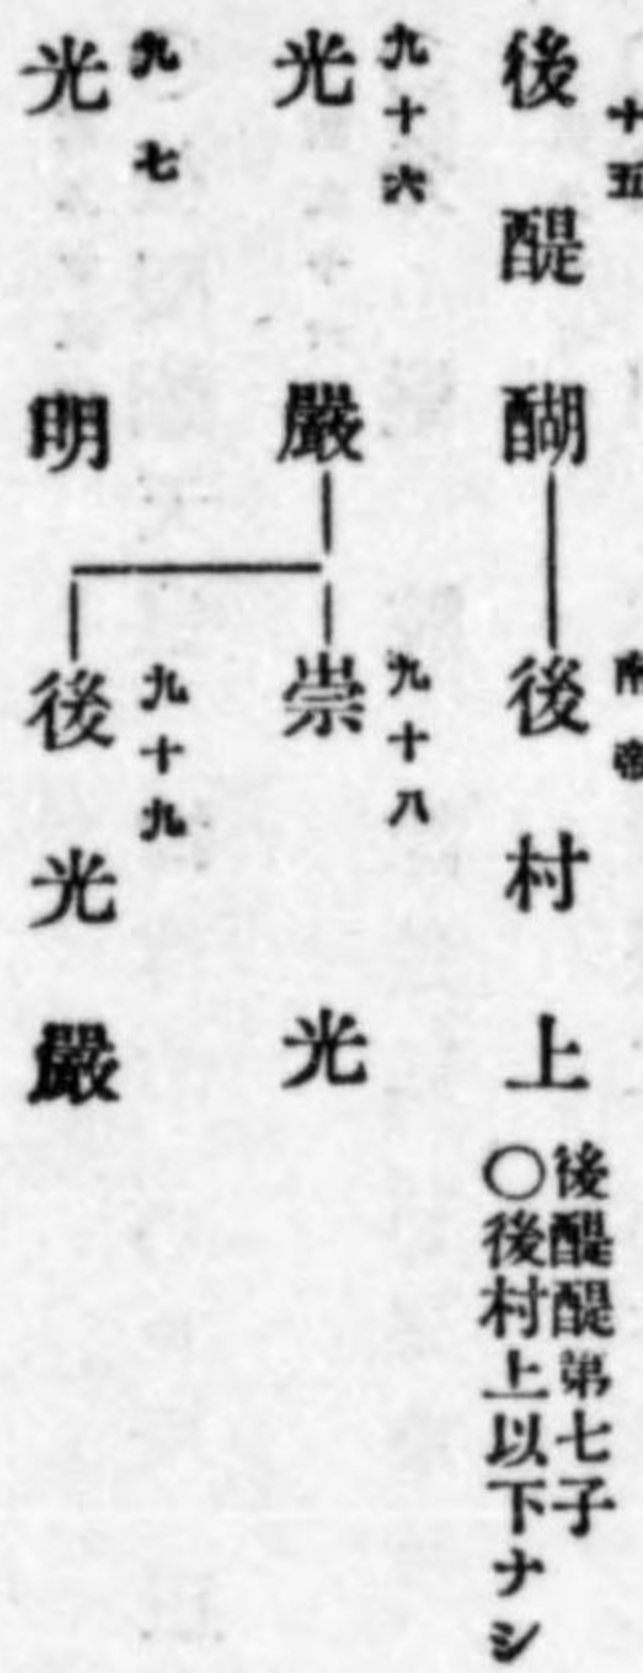 十五
後醍醐
南帝
後村上
後醍醍第七子
〇後村上以下ナシ
九十六
光嚴
九十八
崇光
九七
光明
九十九
後光嚴